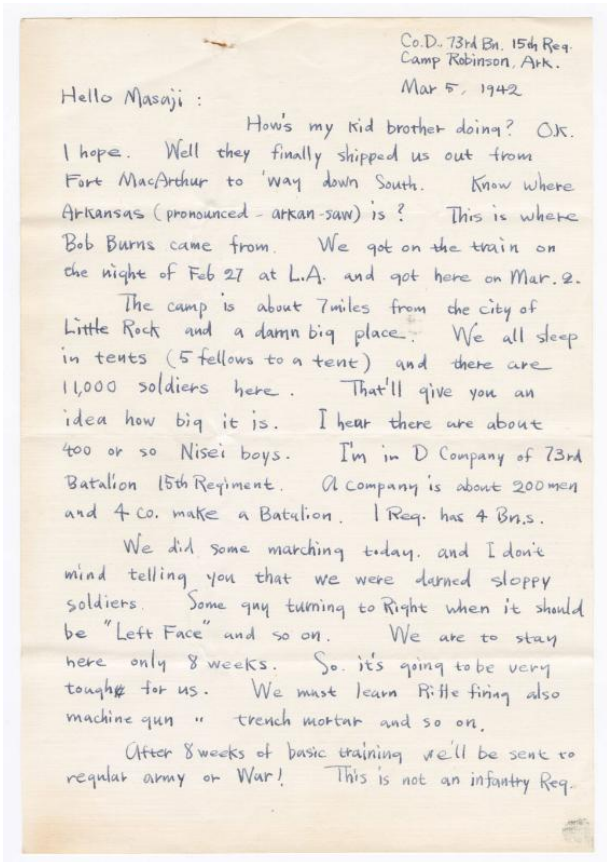 Co.D. 73rd Bn. 15th Reg.
Camp Robinson, Ark.
Mar 5, 1942
Hello Masaji :
How's my kid brother doing? OK.
I hope. Well they finally shipped us out from
Fort MacArthur to 'way down South. Know where
Arkansas (pronounced - arkan-saw) is? This is where
Bob Burns came from. We got on the train on
the night of Feb 27 at L.A. and got here on Mar. 2.
The camp is about 7 miles from the city of
Little Rock and a damn big place. We all sleep
in tents (5 fellows to a tent) and there are
11,000 soldiers here. That'll give you an
idea how big it is. I hear there are about
400 or so Nisei boys. I'm in D Company of 73rd
Batalion 15th Regiment. A company is about 200 men
and 4 co. make a Batalion. 1 Reg. has 4 Bn.s.
We did some marching today. and I don't
mind telling you that we were darned sloppy
soldiers. Some guy turning to Right when it should
be "Left Face" and so on. We are to stay
here only 8 weeks. So. it's going to be very
tough for us. We must learn Rifle firing also
machine gun " trench mortar and so on.
After 8 weeks of basic training we'll be sent to
regular army or War! This is not an infantry Reg.